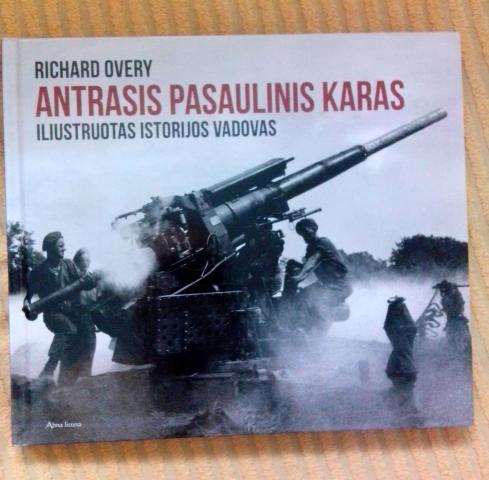 RICHARD OVERY
ANTRASIS PASAULINIS KARAS
ILIUSTRUOTAS ISTORIJOS VADOVAS
Alma littera